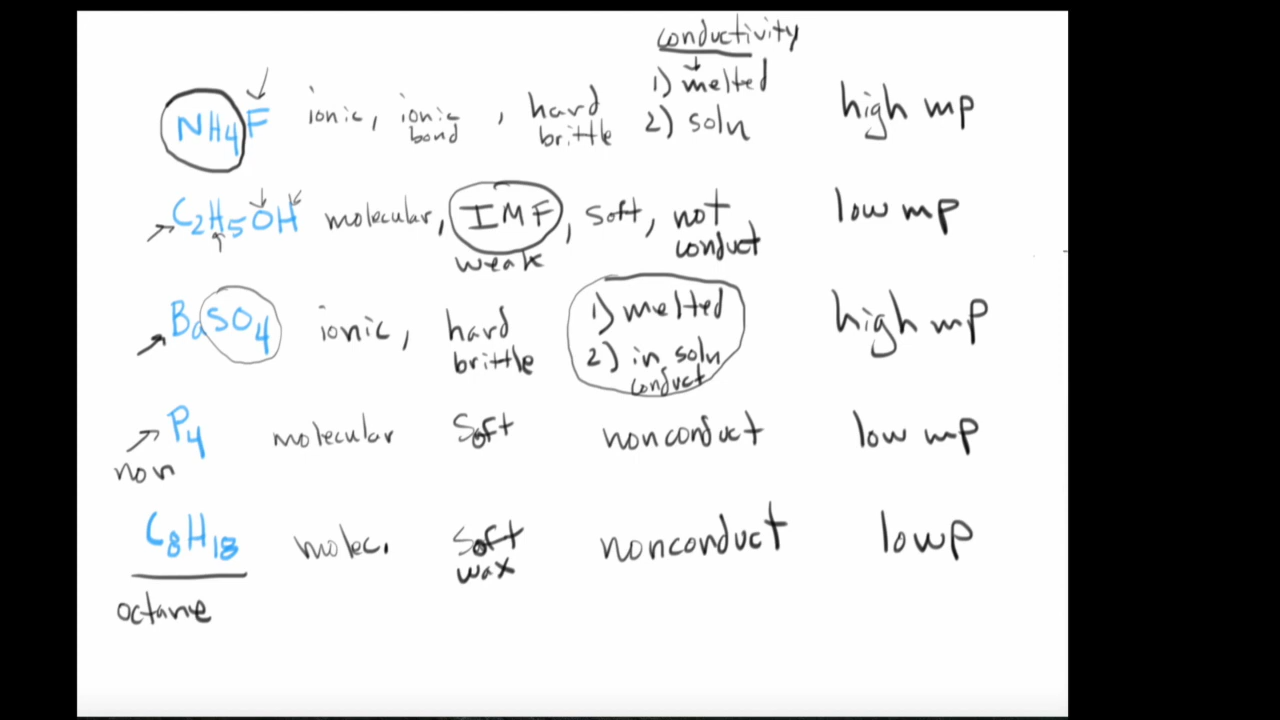 conductivity
NH4F ionic, ionic bond, hard brittle 1) melted 2) soln high mp
C2H5OH molecular, IMF weak, soft, not conduct low mp
BaSO4 ionic, hard brittle 1) melted 2) in soln conduct high mp
P4 molecular soft nonconduct low mp
non
C8H18 molec. soft wax nonconduct lowp
octane